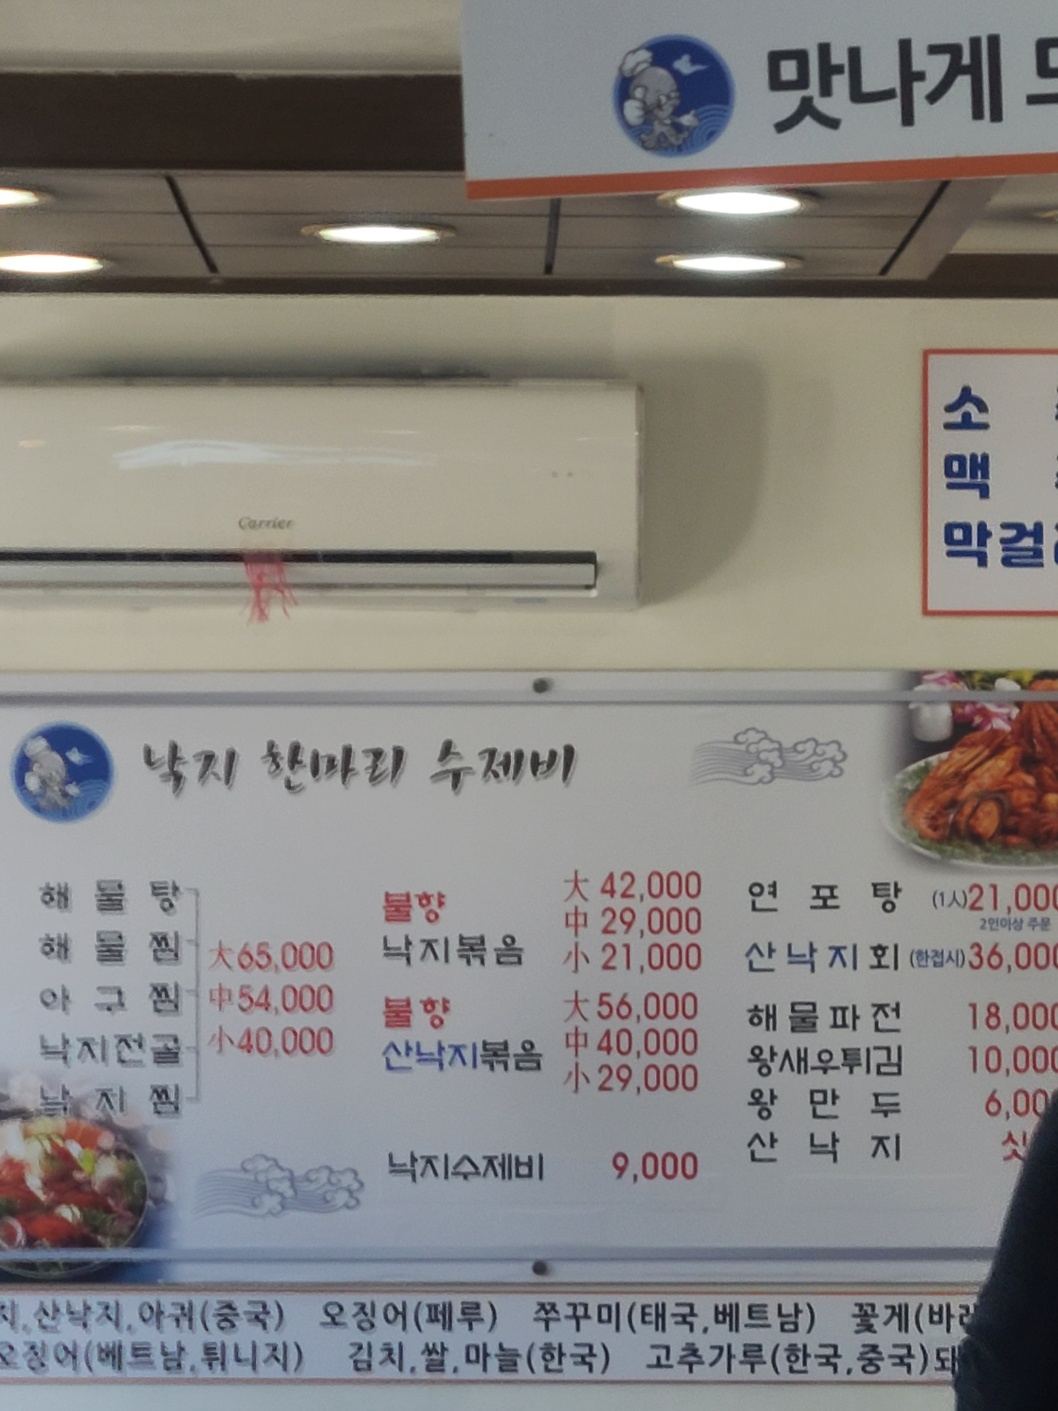 맛나게
소
맥
막걸
Carrier
낙지 한마리 수제비
해물탕
해물찜
아구찜
낙지전골
낙지찜
大 65,000
中 54,000
小 40,000
불향
낙지볶음
大 42,000
中 29,000
小 21,000
불향
산낙지볶음
大 56,000
中 40,000
小 29,000
낙지수제비 9,000
연포탕 (1人) 21,000
2인이상 주문
산낙지회 (한접시) 36,000
해물파전 18,000
왕새우튀김 10,000
왕만두 6,00
산낙지 싯
치,산낙지,아귀(중국) 오징어(페루) 쭈꾸미(태국,베트남) 꽃게(바
오징어(베트남,튀니지) 김치,쌀,마늘(한국) 고추가루(한국,중국)돼